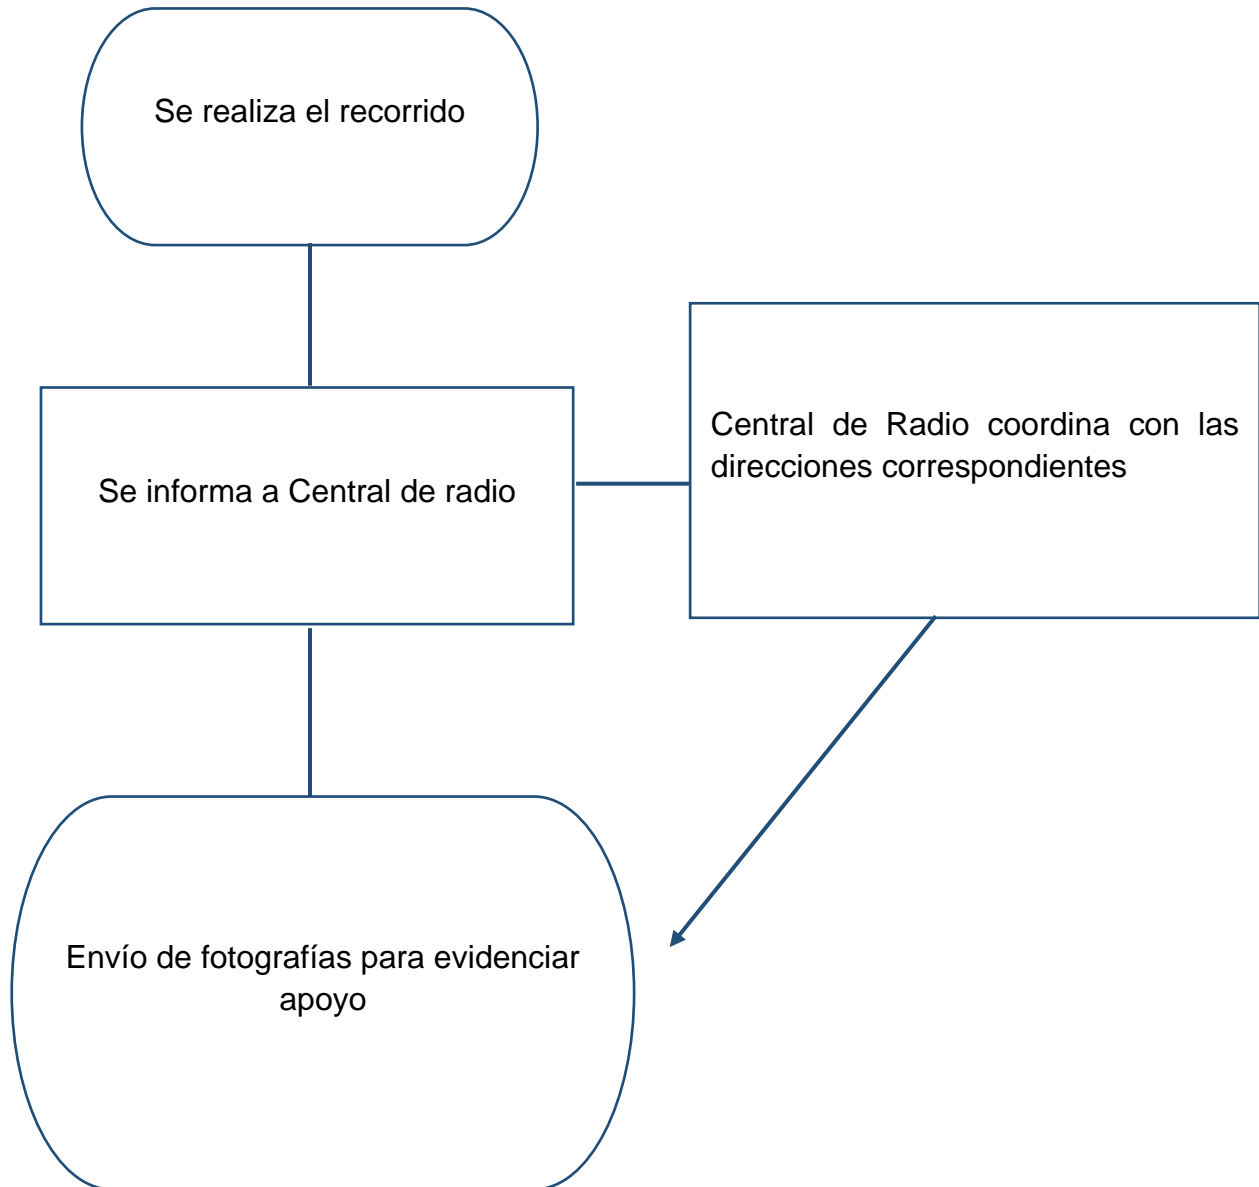 Se realiza el recorrido
Se informa a Central de radio
Central de Radio coordina con las
direcciones correspondientes
Envío de fotografías para evidenciar
apoyo